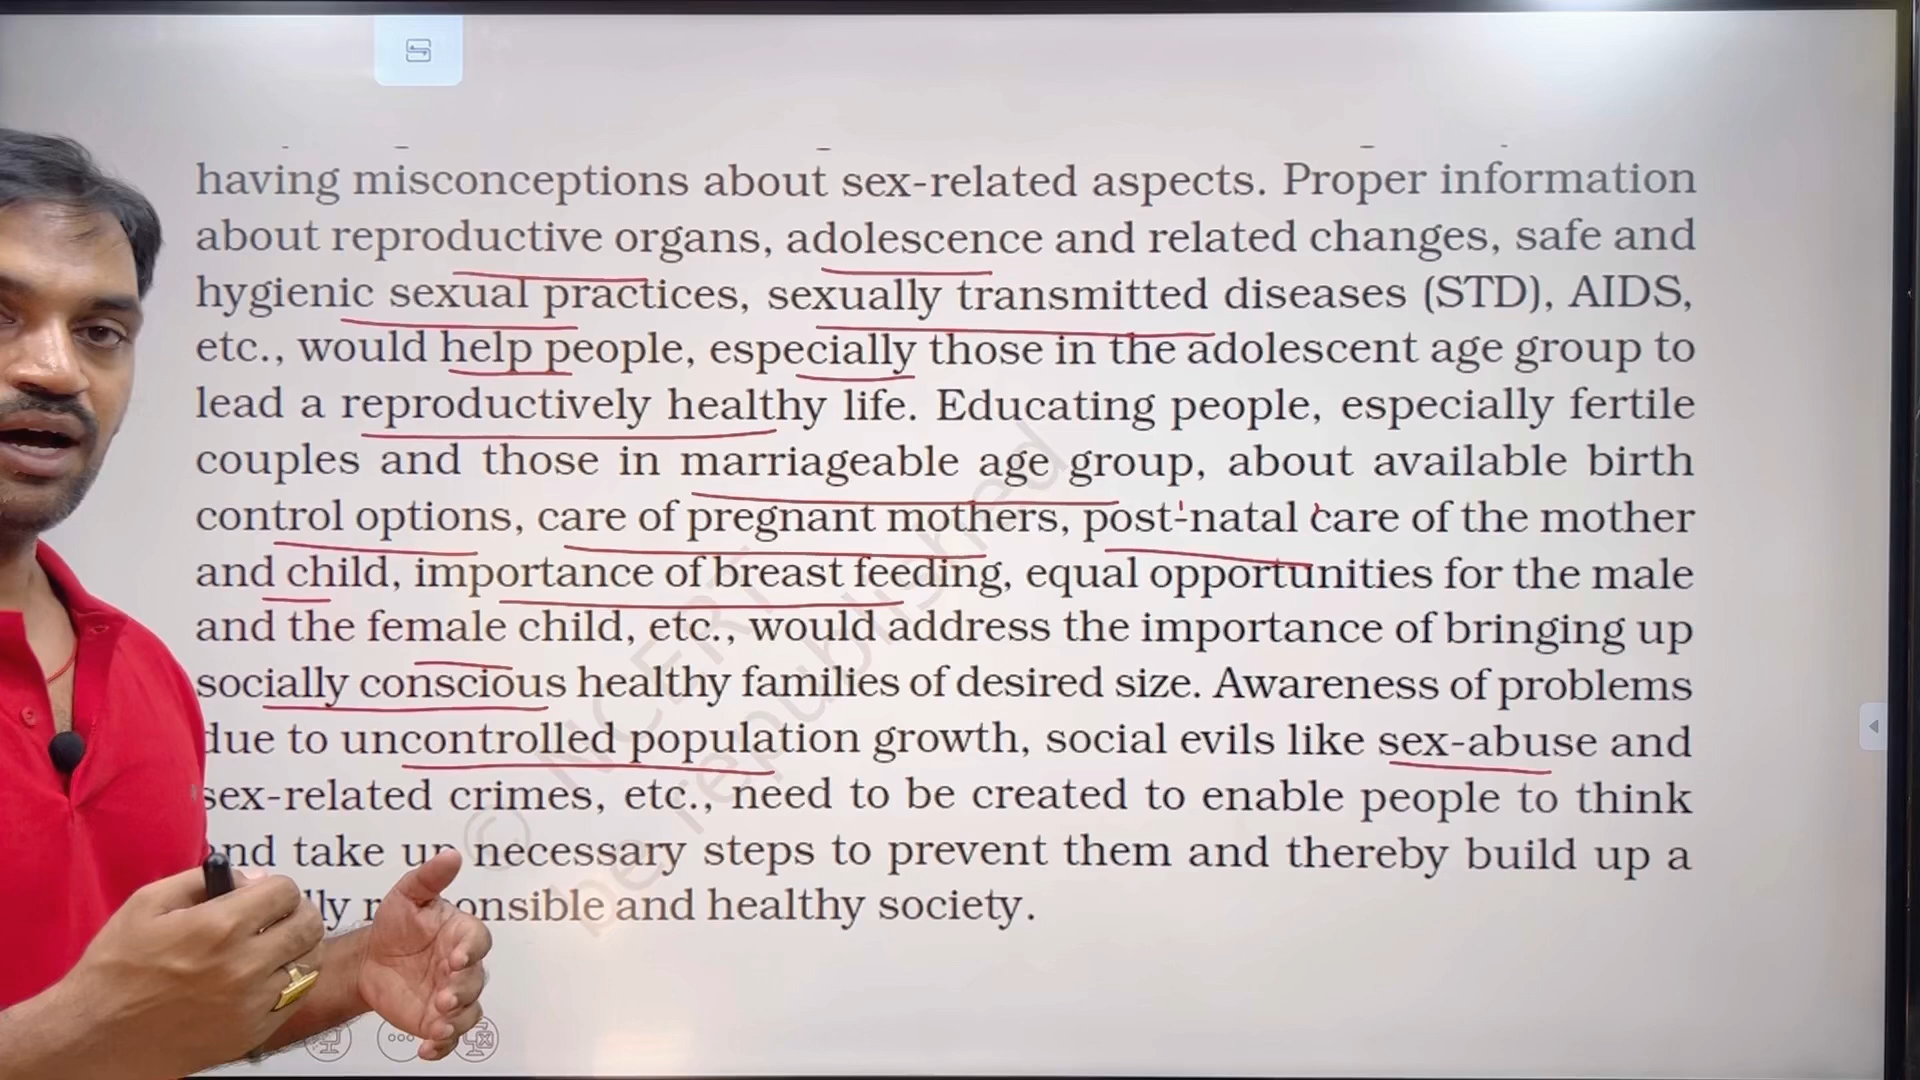 having misconceptions about sex-related aspects. Proper information
about reproductive organs, adolescence and related changes, safe and
hygienic sexual practices, sexually transmitted diseases (STD), AIDS,
etc., would help people, especially those in the adolescent age group to
lead a reproductively healthy life. Educating people, especially fertile
couples and those in marriageable age group, about available birth
control options, care of pregnant mothers, post-natal care of the mother
and child, importance of breast feeding, equal opportunities for the male
and the female child, etc., would address the importance of bringing up
socially conscious healthy families of desired size. Awareness of problems
due to uncontrolled population growth, social evils like sex-abuse and
sex-related crimes, etc., need to be created to enable people to think
and take up necessary steps to prevent them and thereby build up a
and healthy society.
© NCERT
be republished